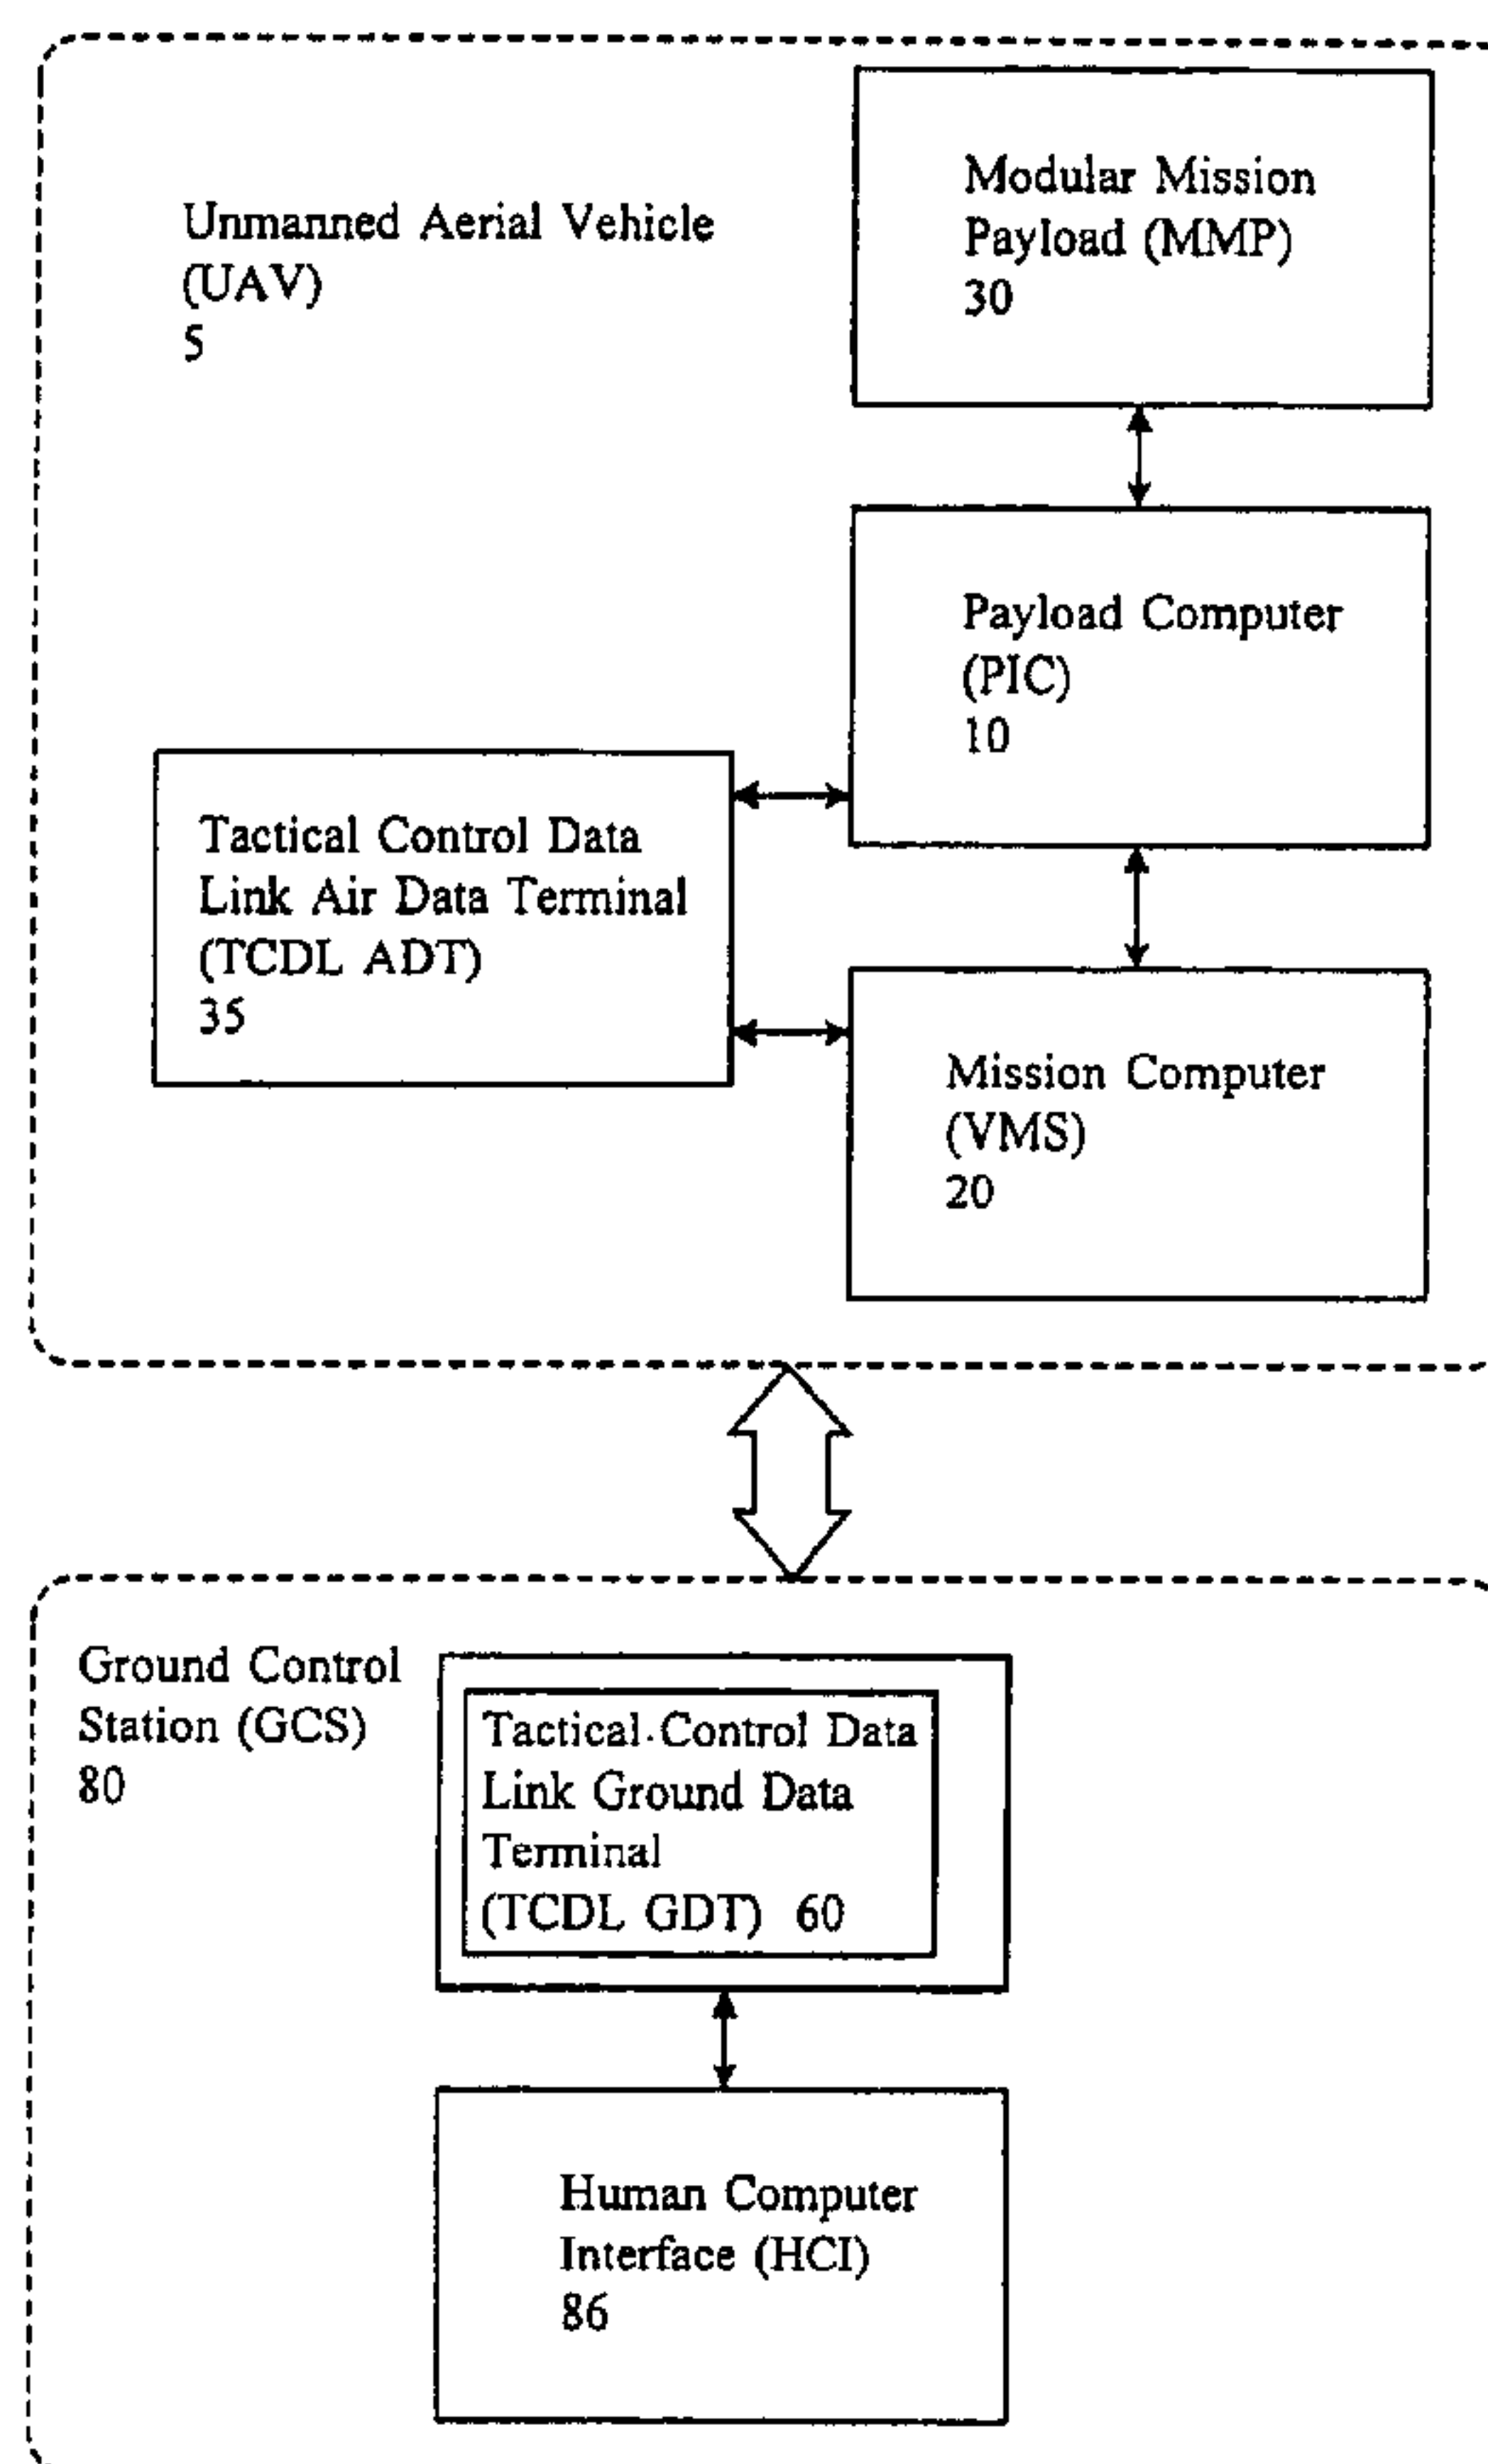 Unmanned Aerial Vehicle
(UAV)
5
Modular Mission
Payload (MMP)
30
Payload Computer
(PIC)
10
Tactical Control Data
Link Air Data Terminal
(TCDL ADT)
35
Mission Computer
(VMS)
20
Ground Control
Station (GCS)
80
Tactical Control Data
Link Ground Data
Terminal
(TCDL GDT) 60
Human Computer
Interface (HCI)
86